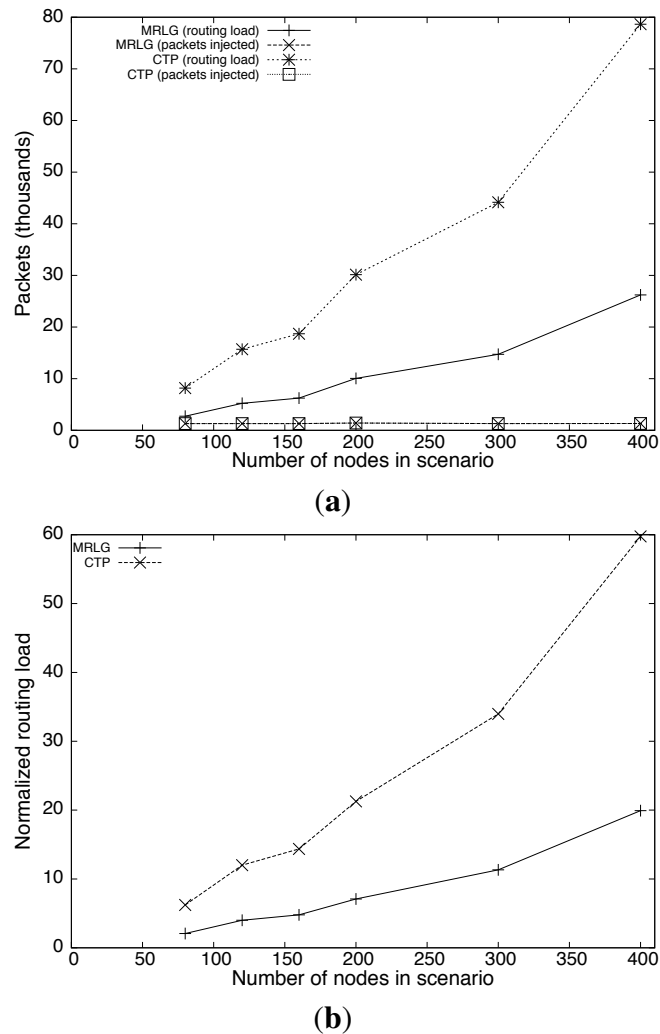 80
70
60
50
40
30
20
10
0
Packets (thousands)
MRLG (routing load)
MRLG (packets injected)
CTP (routing load)
CTP (packets injected)
0 50 100 150 200 250 300 350 400
Number of nodes in scenario
(a)
60
50
40
30
20
10
0
Normalized routing load
MRLG
CTP
0 50 100 150 200 250 300 350 400
Number of nodes in scenario
(b)